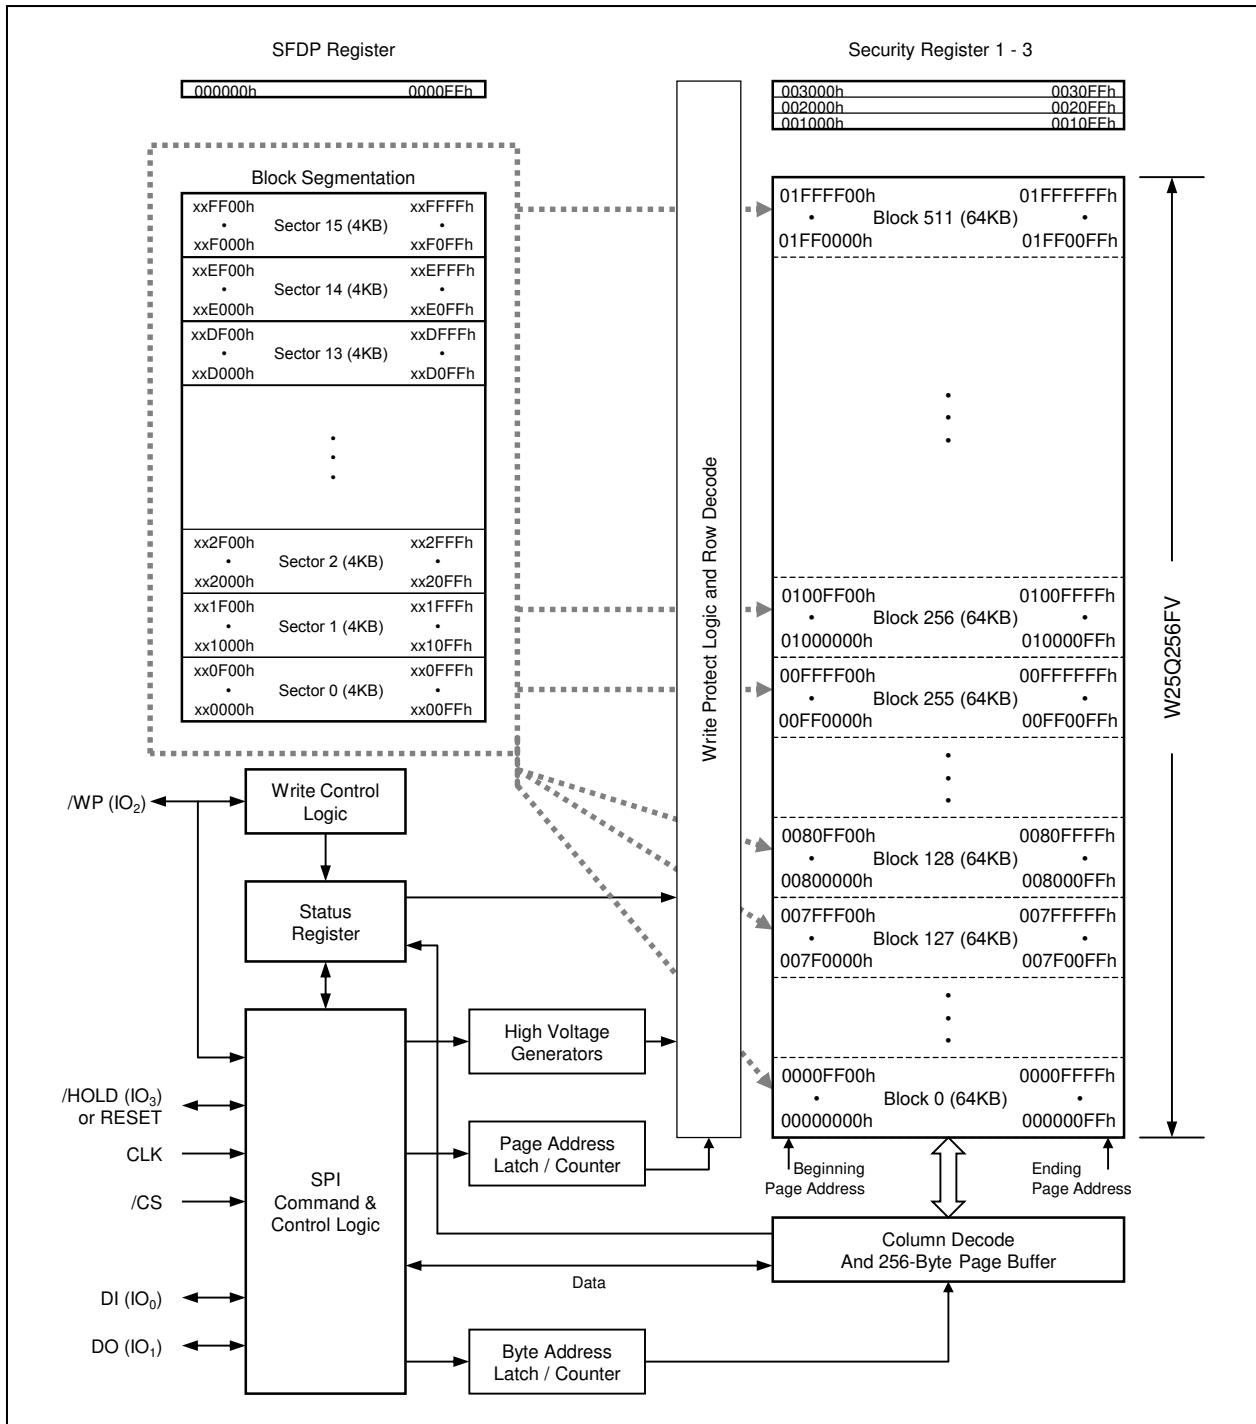 SFDP Register
000000h 0000FFh
Security Register 1 - 3
003000h 0030FFh
002000h 0020FFh
001000h 0010FFh
Block Segmentation
xxFF00h xxFFFFh
• Sector 15 (4KB) •
xxF000h xxF0FFh
xxEF00h xxEFFFh
• Sector 14 (4KB) •
xxE000h xxE0FFh
xxDF00h xxDFFFh
• Sector 13 (4KB) •
xxD000h xxD0FFh
xx2F00h xx2FFFh
• Sector 2 (4KB) •
xx2000h xx20FFh
xx1F00h xx1FFFh
• Sector 1 (4KB) •
xx1000h xx10FFh
xx0F00h xx0FFFh
• Sector 0 (4KB) •
xx0000h xx00FFh
Write Protect Logic and Row Decode
01FFFF00h 01FFFFFFh
• Block 511 (64KB) •
01FF0000h 01FF00FFh
0100FF00h 0100FFFFh
• Block 256 (64KB) •
01000000h 010000FFh
00FFFF00h 00FFFFFFh
• Block 255 (64KB) •
00FF0000h 00FF00FFh
0080FF00h 0080FFFFh
• Block 128 (64KB) •
00800000h 008000FFh
007FFF00h 007FFFFFh
• Block 127 (64KB) •
007F0000h 007F00FFh
0000FF00h 0000FFFFh
• Block 0 (64KB) •
00000000h 000000FFh
W25Q256FV
Beginning
Page Address
Ending
Page Address
/WP (IO₂)
Write Control
Logic
Status
Register
High Voltage
Generators
/HOLD (IO₃)
or RESET
CLK
/CS
DI (IO₀)
DO (IO₁)
SPI
Command &
Control Logic
Page Address
Latch / Counter
Column Decode
And 256-Byte Page Buffer
Data
Byte Address
Latch / Counter